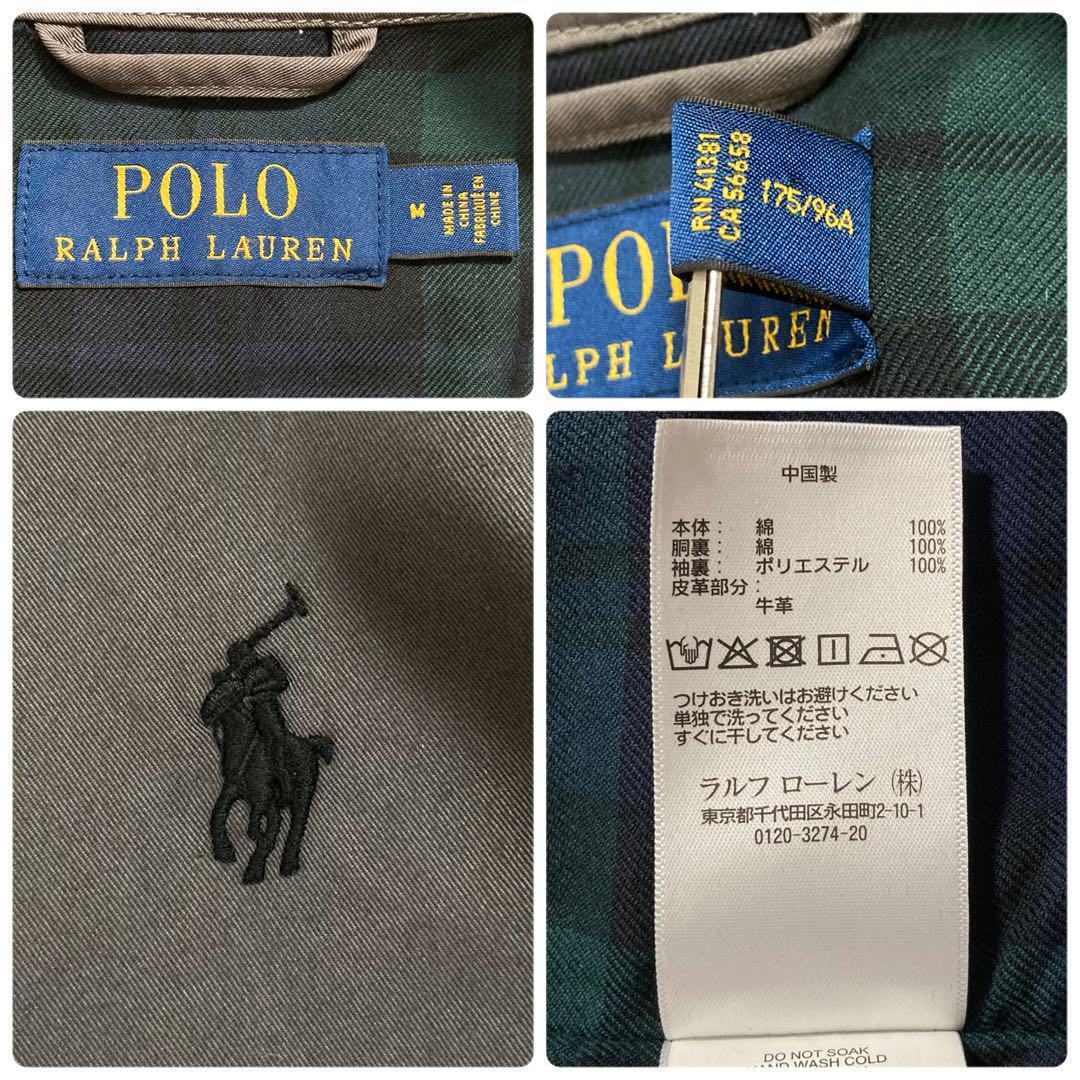 POLO
RALPH LAUREN
M
MADE IN
CHINA
FABRIQUÉ EN
CHINE
RN 41381
CA 56658
175/96A
POL
LPH L UREN
中国製
本体： 綿 100%
胴裏： 綿 100%
袖裏： ポリエステル 100%
皮革部分：
牛革
つけおき洗いはお避けください
単独で洗ってください
すぐに干してください
ラルフ ローレン（株）
東京都千代田区永田町2-10-1
0120-3274-20
DO NOT SOAK
HAND WASH COLD